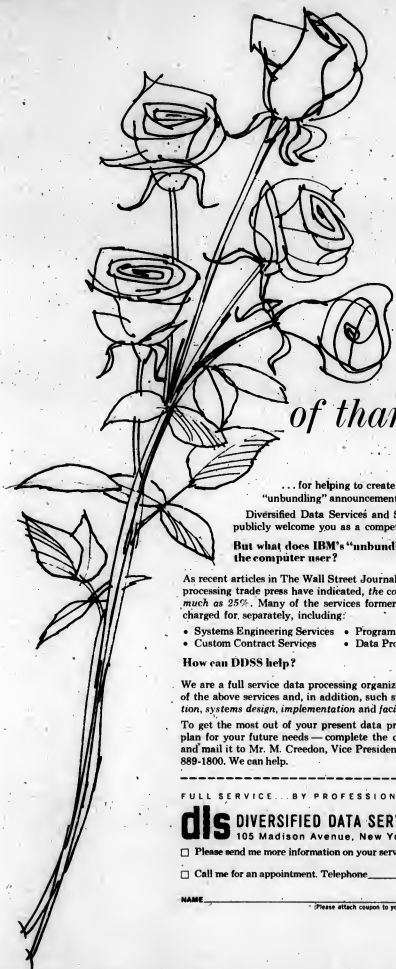 of than
... for helping to create
"unbundling" announcement
Diversified Data Services and S
publicly welcome you as a compe
But what does IBM's "unbundl
the computer user?
As recent articles in The Wall Street Journal
processing trade press have indicated, the co
much as 25%. Many of the services former
charged for separately, including:
• Systems Engineering Services • Program
• Custom Contract Services • Data Pro
How can DDSS help?
We are a full service data processing organiz
of the above services and, in addition, such s
tion, systems design, implementation and faci
To get the most out of your present data pr
plan for your future needs — complete the c
and mail it to Mr. M. Creedon, Vice Presiden
889-1800. We can help.
FULL SERVICE...BY PROFESSION
dls DIVERSIFIED DATA SER
105 Madison Avenue, New Yo
□ Please send me more information on your serv
□ Call me for an appointment. Telephone
NAME
(Please attach coupon to yo